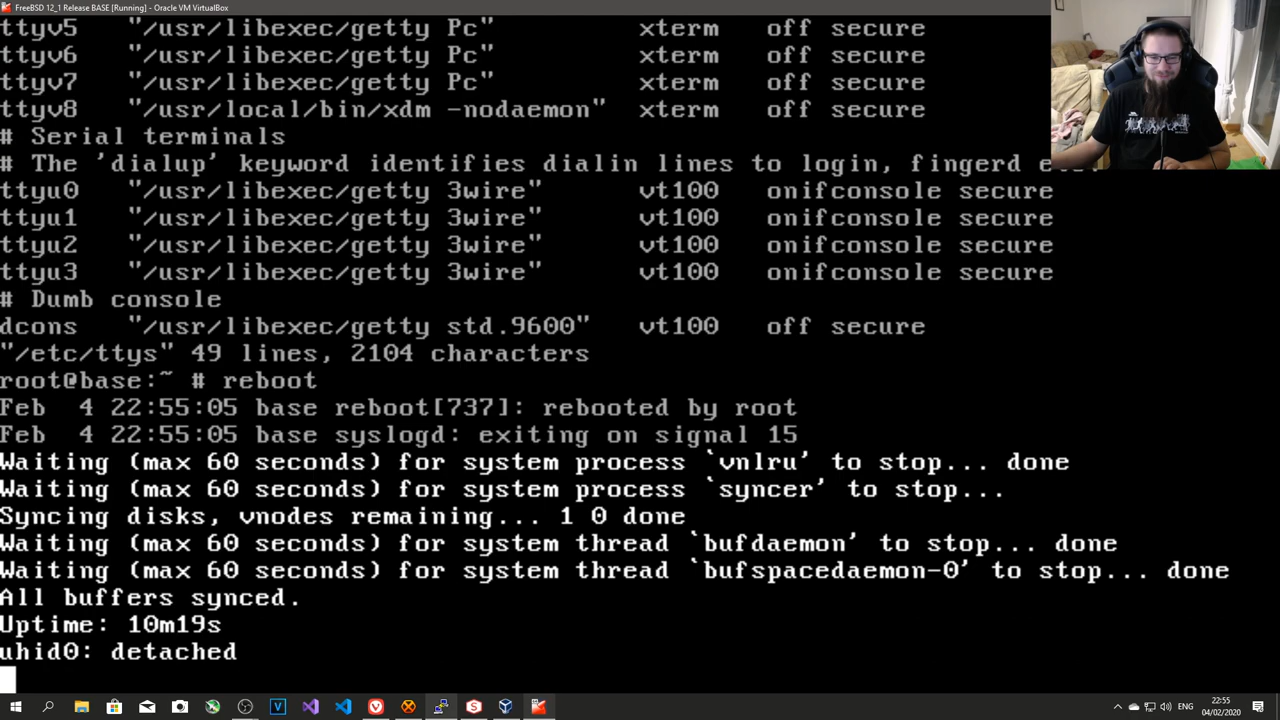 FreeBSD 12_1 Release BASE [Running] - Oracle VM VirtualBox
ttyv5 "/usr/libexec/getty Pc" xterm off secure
ttyv6 "/usr/libexec/getty Pc" xterm off secure
ttyv7 "/usr/libexec/getty Pc" xterm off secure
ttyv8 "/usr/local/bin/xdm -nodaemon" xterm off secure
# Serial terminals
# The 'dialup' keyword identifies dialin lines to login, fingerd
ttyu0 "/usr/libexec/getty 3wire" vt100 onifconsole secure
ttyu1 "/usr/libexec/getty 3wire" vt100 onifconsole secure
ttyu2 "/usr/libexec/getty 3wire" vt100 onifconsole secure
ttyu3 "/usr/libexec/getty 3wire" vt100 onifconsole secure
# Dumb console
dcons "/usr/libexec/getty std.9600" vt100 off secure
"/etc/ttys" 49 lines, 2104 characters
root@base:~ # reboot
Feb 4 22:55:05 base reboot[737]: rebooted by root
Feb 4 22:55:05 base syslogd: exiting on signal 15
Waiting (max 60 seconds) for system process `vnlru' to stop... done
Waiting (max 60 seconds) for system process `syncer' to stop...
Syncing disks, vnodes remaining... 1 0 done
Waiting (max 60 seconds) for system thread `bufdaemon' to stop... done
Waiting (max 60 seconds) for system thread `bufspacedaemon-0' to stop... done
All buffers synced.
Uptime: 10m19s
uhid0: detached
ENG
22:55
04/02/2020